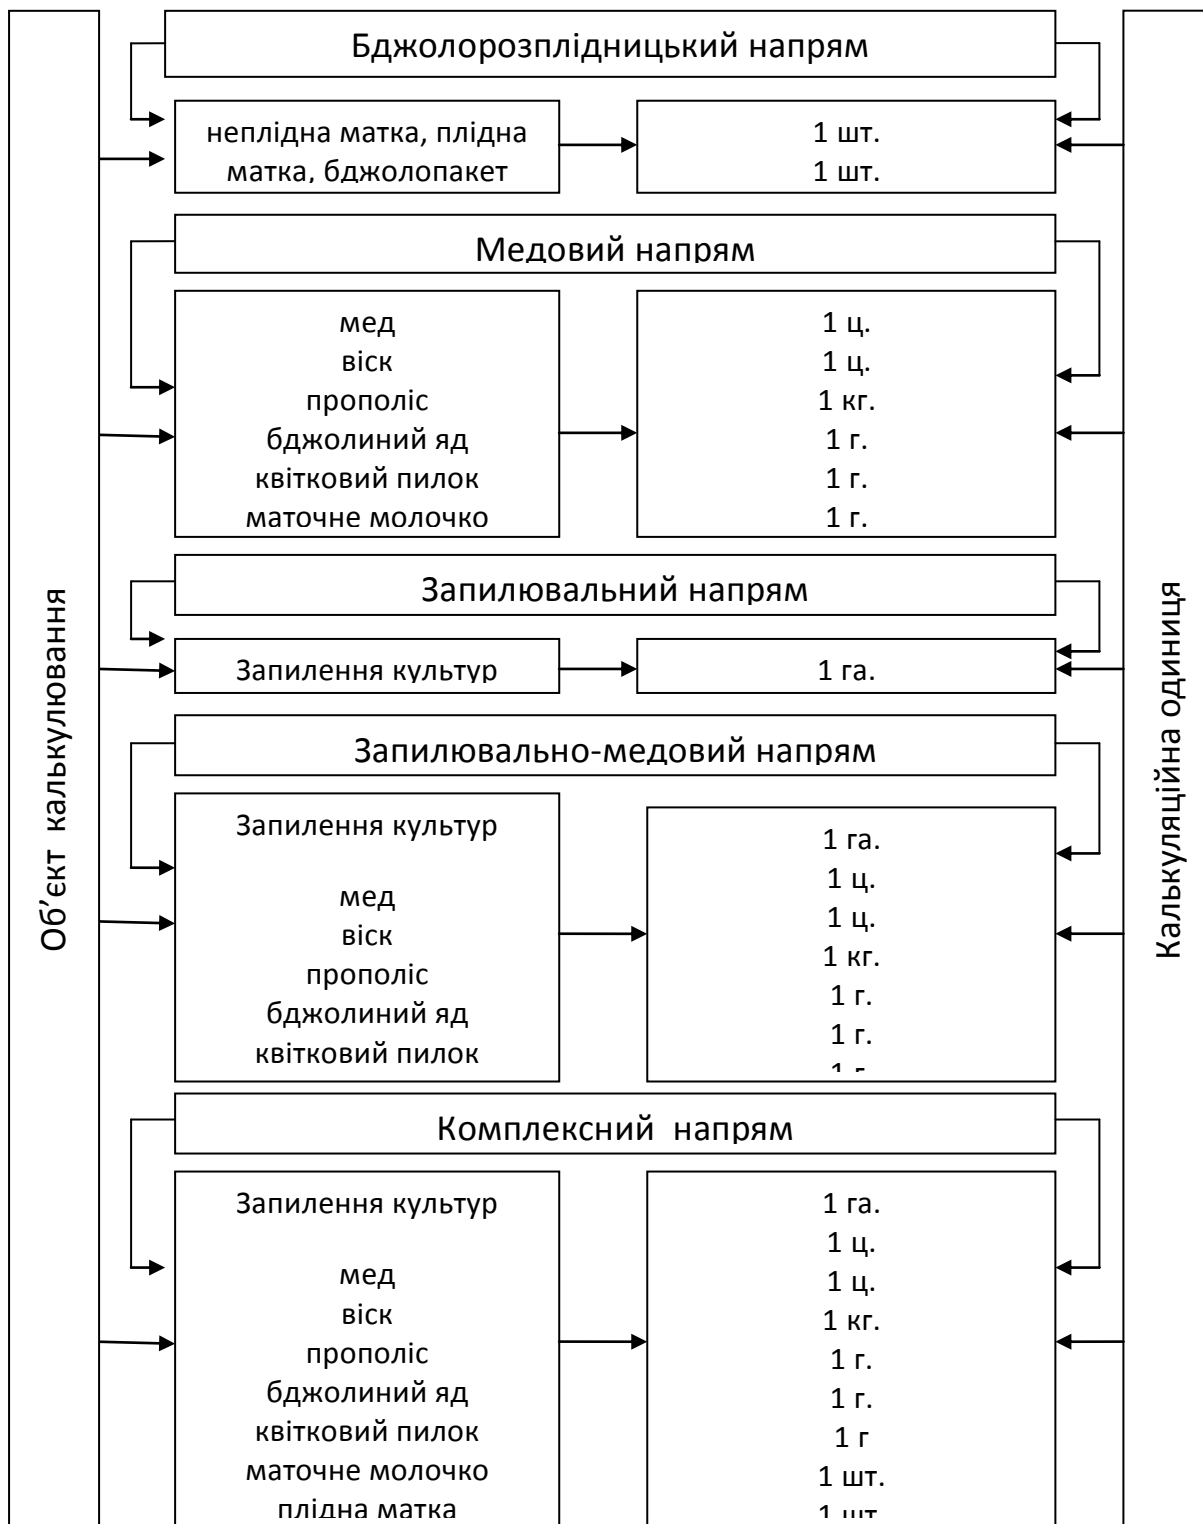 Об’єкт калькулювання
Бджолорозплідницький напрям
неплідна матка, плідна
матка, бджолопакет
1 шт.
1 шт.
Медовий напрям
мед
віск
прополіс
бджолиний яд
квітковий пилок
маточне молочко
1 ц.
1 ц.
1 кг.
1 г.
1 г.
1 г.
Запилювальний напрям
Запилення культур
1 га.
Запилювально-медовий напрям
Запилення культур
мед
віск
прополіс
бджолиний яд
квітковий пилок
1 га.
1 ц.
1 ц.
1 кг.
1 г.
1 г.
1 г.
Комплексний напрям
Запилення культур
мед
віск
прополіс
бджолиний яд
квітковий пилок
маточне молочко
плідна матка
1 га.
1 ц.
1 ц.
1 кг.
1 г.
1 г.
1 г
1 шт.
1 шт
Калькуляційна одиниця